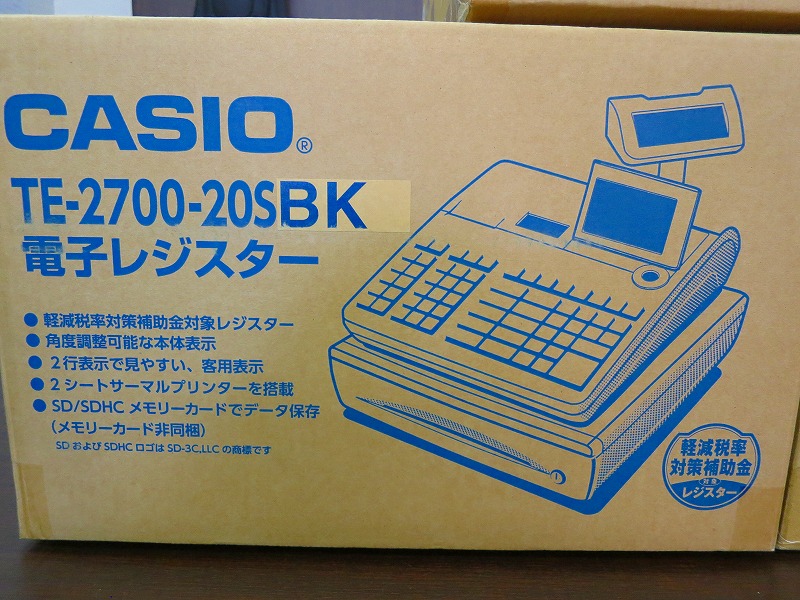 CASIO®
TE-2700-20SBK
電子レジスター
● 軽減税率対策補助金対象レジスター
● 角度調整可能な本体表示
● 2行表示で見やすい、客用表示
● 2シートサーマルプリンターを搭載
● SD/SDHC メモリーカードでデータ保存
(メモリーカード非同梱)
SD および SDHC ロゴは SD-3C,LLC の商標です
軽減税率
対策補助金
対象
レジスター